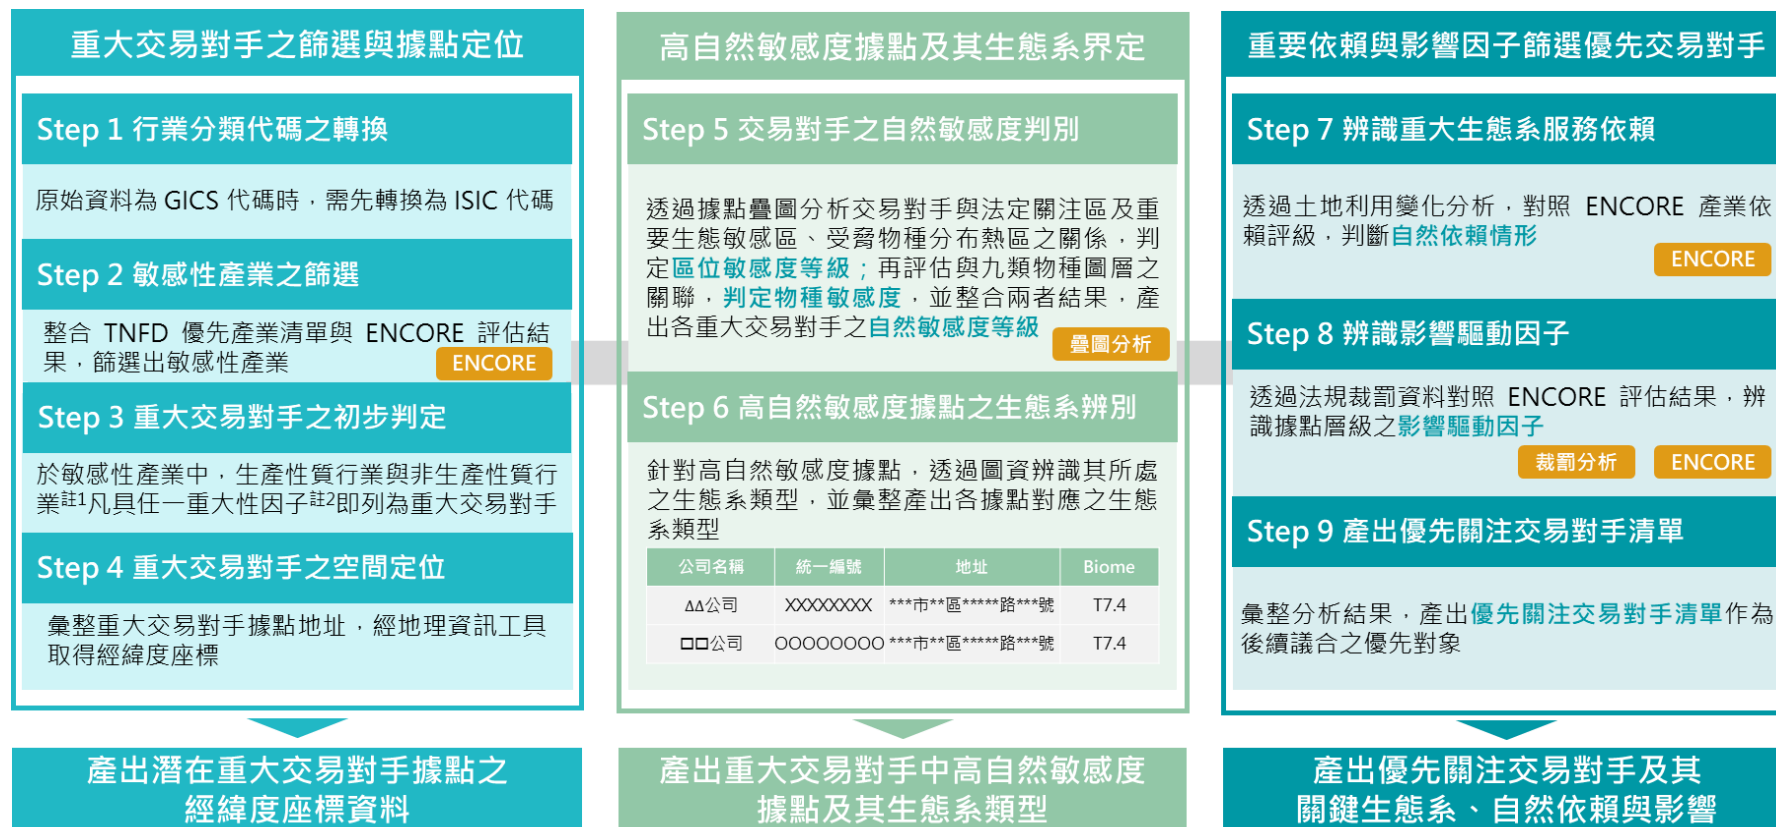 重大交易對手之篩選與據點定位
Step 1 行業分類代碼之轉換
原始資料為 GICS 代碼時，需先轉換為 ISIC 代碼
Step 2 敏感性產業之篩選
整合 TNFD 優先產業清單與 ENCORE 評估結
果，篩選出敏感性產業
ENCORE
Step 3 重大交易對手之初步判定
於敏感性產業中，生產性質行業與非生產性質行
業註1凡具任一重大性因子註2即列為重大交易對手
Step 4 重大交易對手之空間定位
彙整重大交易對手據點地址，經地理資訊工具
取得經緯度座標
產出潛在重大交易對手據點之
經緯度座標資料
高自然敏感度據點及其生態系界定
Step 5 交易對手之自然敏感度判別
透過據點疊圖分析交易對手與法定關注區及重
要生態敏感區、受脅物種分布熱區之關係，判
定區位敏感度等級；再評估與九類物種圖層之
關聯，判定物種敏感度，並整合兩者結果，產
出各重大交易對手之自然敏感度等級
疊圖分析
Step 6 高自然敏感度據點之生態系辨別
針對高自然敏感度據點，透過圖資辨識其所處
之生態系類型，並彙整產出各據點對應之生態
系類型
公司名稱 統一編號 地址 Biome
ΔΔ公司 XXXXXXXX ***市**區*****路***號 T7.4
□□公司 OOOOOOOO ***市**區*****路***號 T7.4
產出重大交易對手中高自然敏感度
據點及其生態系類型
重要依賴與影響因子篩選優先交易對手
Step 7 辨識重大生態系服務依賴
透過土地利用變化分析，對照 ENCORE 產業依
賴評級，判斷自然依賴情形
ENCORE
Step 8 辨識影響驅動因子
透過法規裁罰資料對照 ENCORE 評估結果，辨
識據點層級之影響驅動因子
裁罰分析 ENCORE
Step 9 產出優先關注交易對手清單
彙整分析結果，產出優先關注交易對手清單作為
後續議合之優先對象
產出優先關注交易對手及其
關鍵生態系、自然依賴與影響